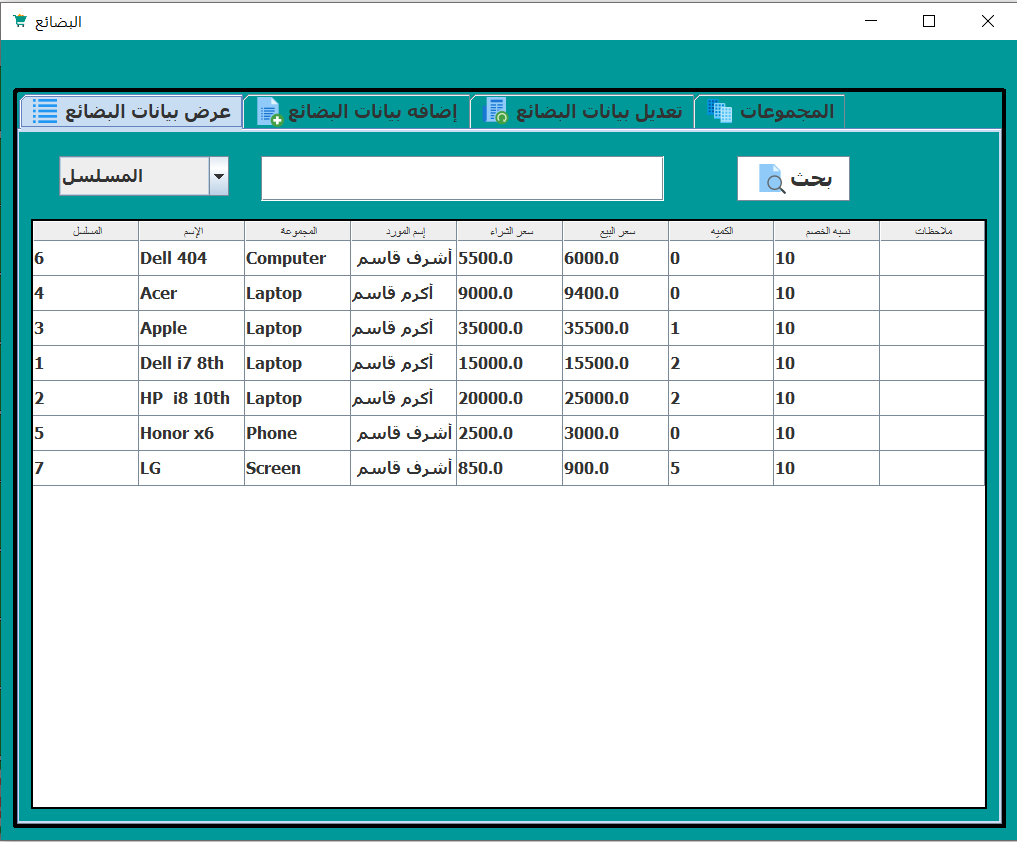 البضائع
عرض بيانات البضائع إضافه بيانات البضائع تعديل بيانات البضائع المجموعات
المسلسل بحث
المسلسل الإسم المجموعة إسم المورد سعر الشراء سعر البيع الكميه نسبه الخصم ملاحظات
6 Dell 404 Computer أشرف قاسم 5500.0 6000.0 0 10
4 Acer Laptop أكرم قاسم 9000.0 9400.0 0 10
3 Apple Laptop أكرم قاسم 35000.0 35500.0 1 10
1 Dell i7 8th Laptop أكرم قاسم 15000.0 15500.0 2 10
2 HP  i8 10th Laptop أكرم قاسم 20000.0 25000.0 2 10
5 Honor x6 Phone أشرف قاسم 2500.0 3000.0 0 10
7 LG Screen أشرف قاسم 850.0 900.0 5 10